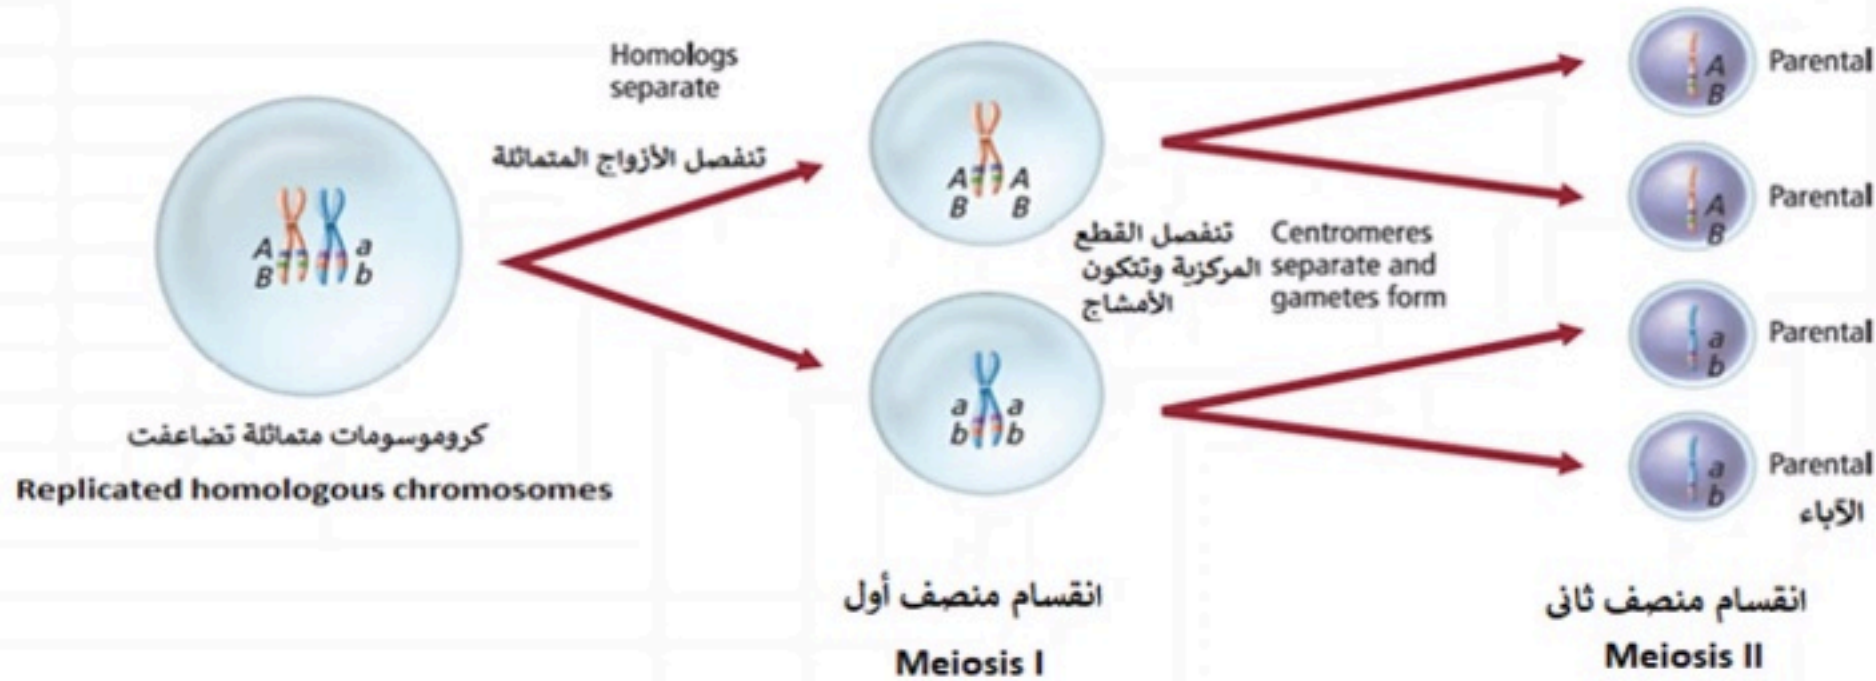 Homologs
separate
تنفصل الأزواج المتماثلة
A
B
a
b
كروموسومات متماثلة تضاعفت
Replicated homologous chromosomes
A A
B B
تنفصل القطع
المركزية وتتكون
الأمشاج
Centromeres
separate and
gametes form
a a
b b
انقسام منصف أول
Meiosis I
A
B
Parental
A
B
Parental
a
b
Parental
a
b
Parental
الآباء
انقسام منصف ثانى
Meiosis II